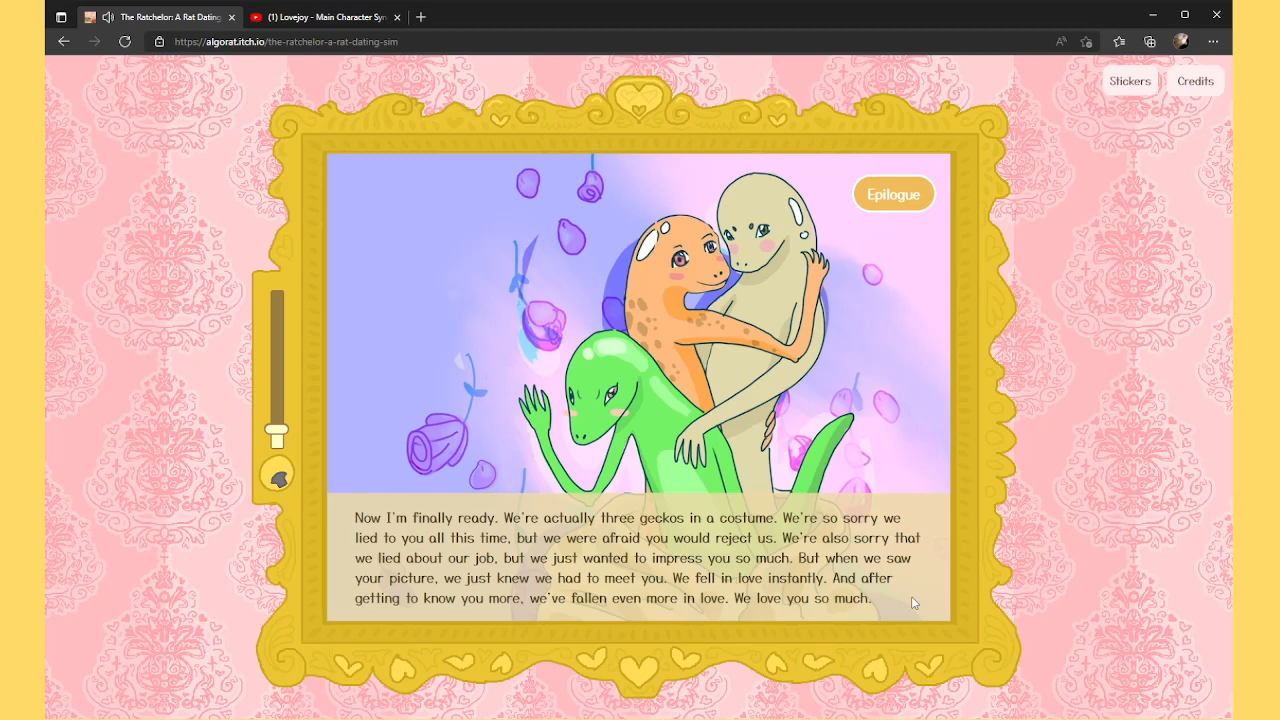 The Ratchelor: A Rat Dating
(1) Lovejoy - Main Character Syn
https://algorat.itch.io/the-ratchelor-a-rat-dating-sim
Stickers
Credits
Epilogue
Now I'm finally ready. We're actually three geckos in a costume. We're so sorry we
lied to you all this time, but we were afraid you would reject us. We're also sorry that
we lied about our job, but we just wanted to impress you so much. But when we saw
your picture, we just knew we had to meet you. We fell in love instantly. And after
getting to know you more, we've fallen even more in love. We love you so much.